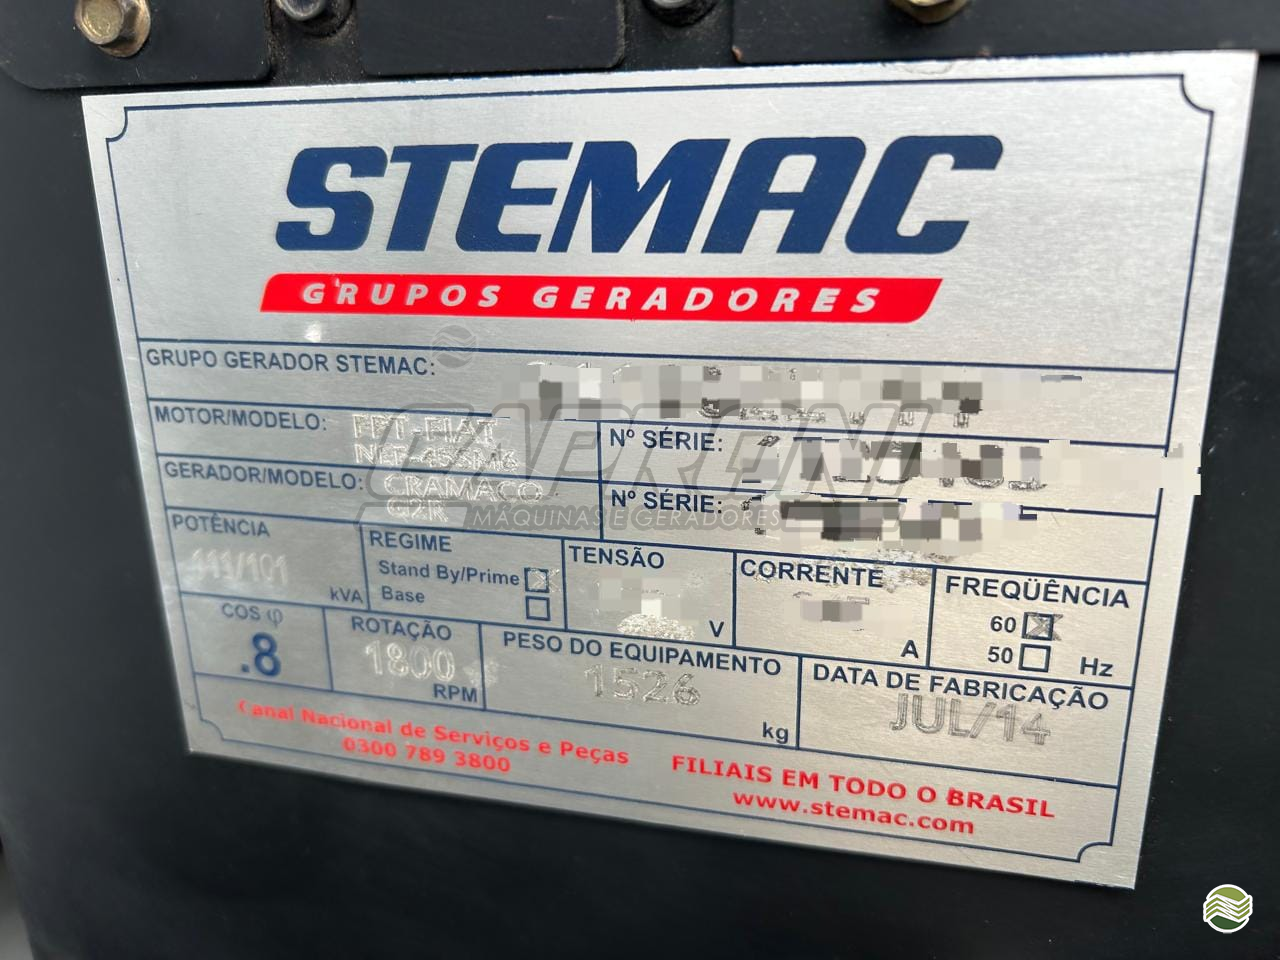 STEMAC
GRUPOS GERADORES
GRUPO GERADOR STEMAC:
MOTOR/MODELO: FPT-FIAT
NEF-45SM6
Nº SÉRIE:
GERADOR/MODELO: CRAMACO
G2R
Nº SÉRIE:
CAPRONI
MÁQUINAS E GERADORES
POTÊNCIA
111/101
kVA
REGIME
Stand By/Prime
Base
TENSÃO
V
CORRENTE
A
FREQÜÊNCIA
60
50 Hz
COS φ
.8
ROTAÇÃO
1800
RPM
PESO DO EQUIPAMENTO
1526
kg
DATA DE FABRICAÇÃO
JUL/14
Canal Nacional de Serviços e Peças
0300 789 3800
FILIAIS EM TODO O BRASIL
www.stemac.com